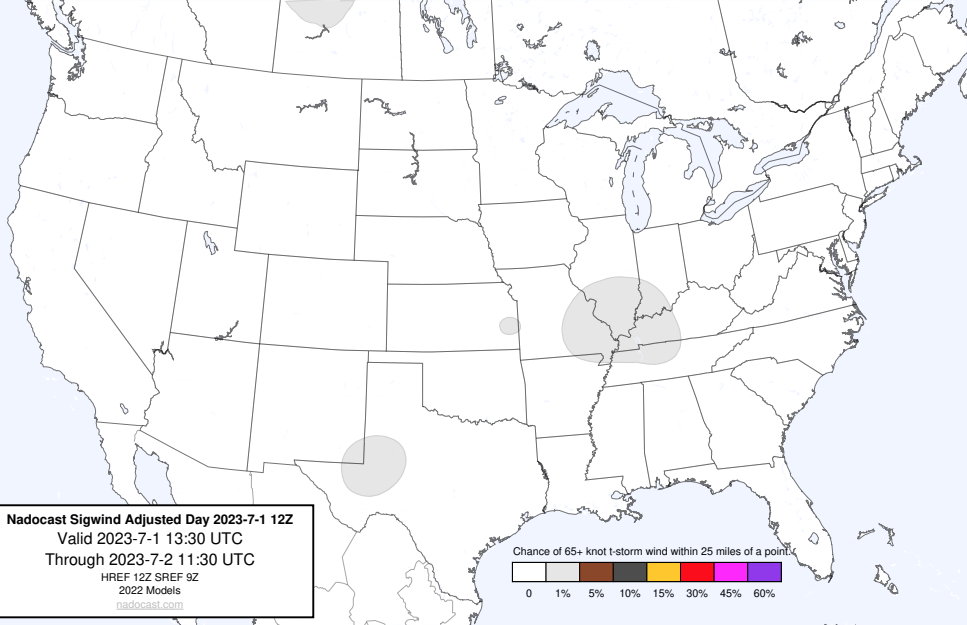 Nadocast Sigwind Adjusted Day 2023-7-1 12Z
Valid 2023-7-1 13:30 UTC
Through 2023-7-2 11:30 UTC
HREF 12Z SREF 9Z
2022 Models
nadocast.com
Chance of 65+ knot t-storm wind within 25 miles of a point.
0 1% 5% 10% 15% 30% 45% 60%